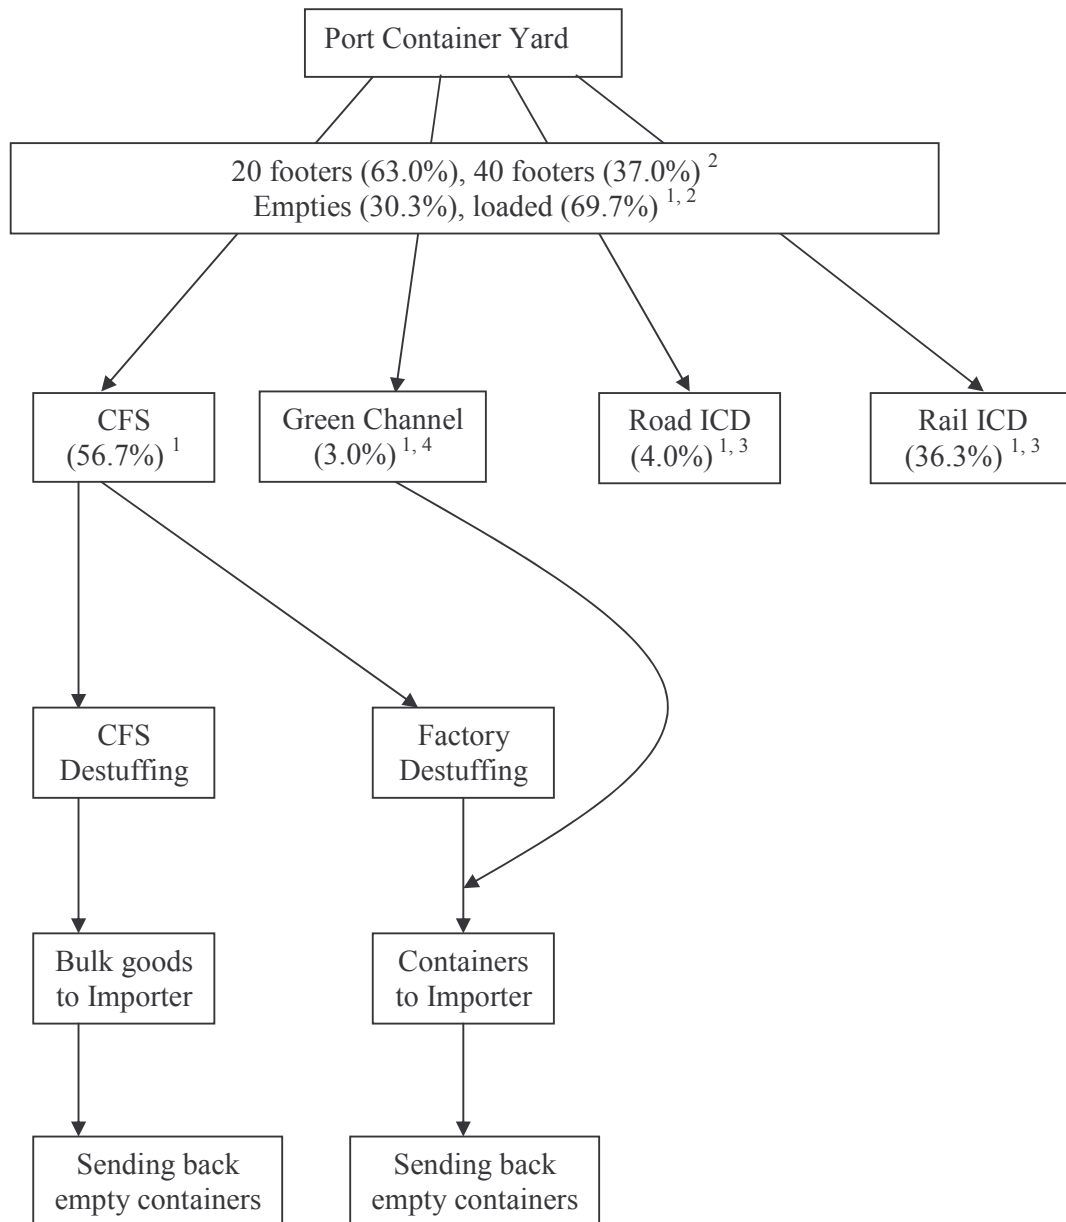 Port Container Yard
20 footers (63.0%), 40 footers (37.0%) 2
Empties (30.3%), loaded (69.7%) 1, 2
CFS
(56.7%) 1
Green Channel
(3.0%) 1, 4
Road ICD
(4.0%) 1, 3
Rail ICD
(36.3%) 1, 3
CFS
Destuffing
Factory
Destuffing
Bulk goods
to Importer
Containers
to Importer
Sending back
empty containers
Sending back
empty containers